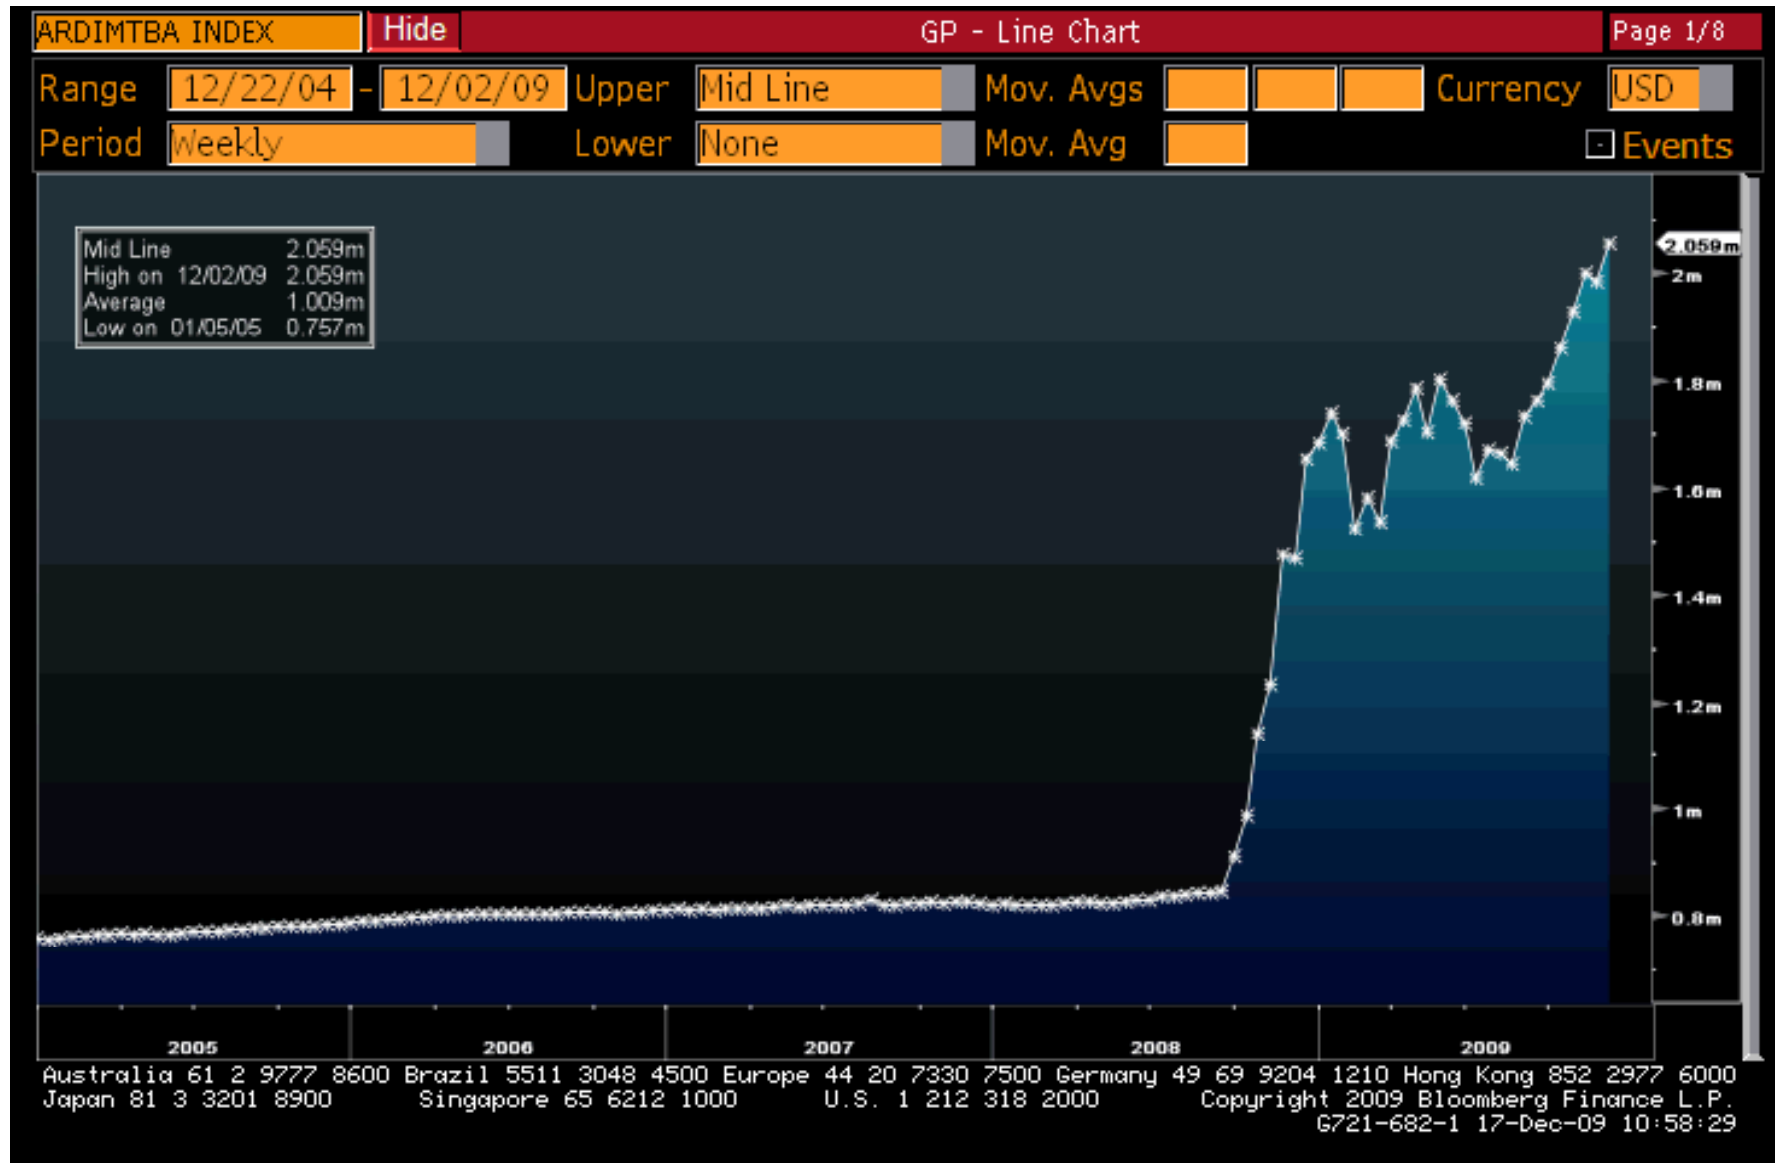 ARDIMTBA INDEX Hide GP - Line Chart Page 1/8
Range 12/22/04 - 12/02/09 Upper Mid Line Mov. Avgs Currency USD
Period Weekly Lower None Mov. Avg - Events
Mid Line 2.059m
High on 12/02/09 2.059m
Average 1.009m
Low on 01/05/05 0.757m
2.059m
2m
1.8m
1.6m
1.4m
1.2m
1m
0.8m
2005 2006 2007 2008 2009
Australia 61 2 9777 8600 Brazil 5511 3048 4500 Europe 44 20 7330 7500 Germany 49 69 9204 1210 Hong Kong 852 2977 6000
Japan 81 3 3201 8900 Singapore 65 6212 1000 U.S. 1 212 318 2000 Copyright 2009 Bloomberg Finance L.P.
G721-682-1 17-Dec-09 10:58:29